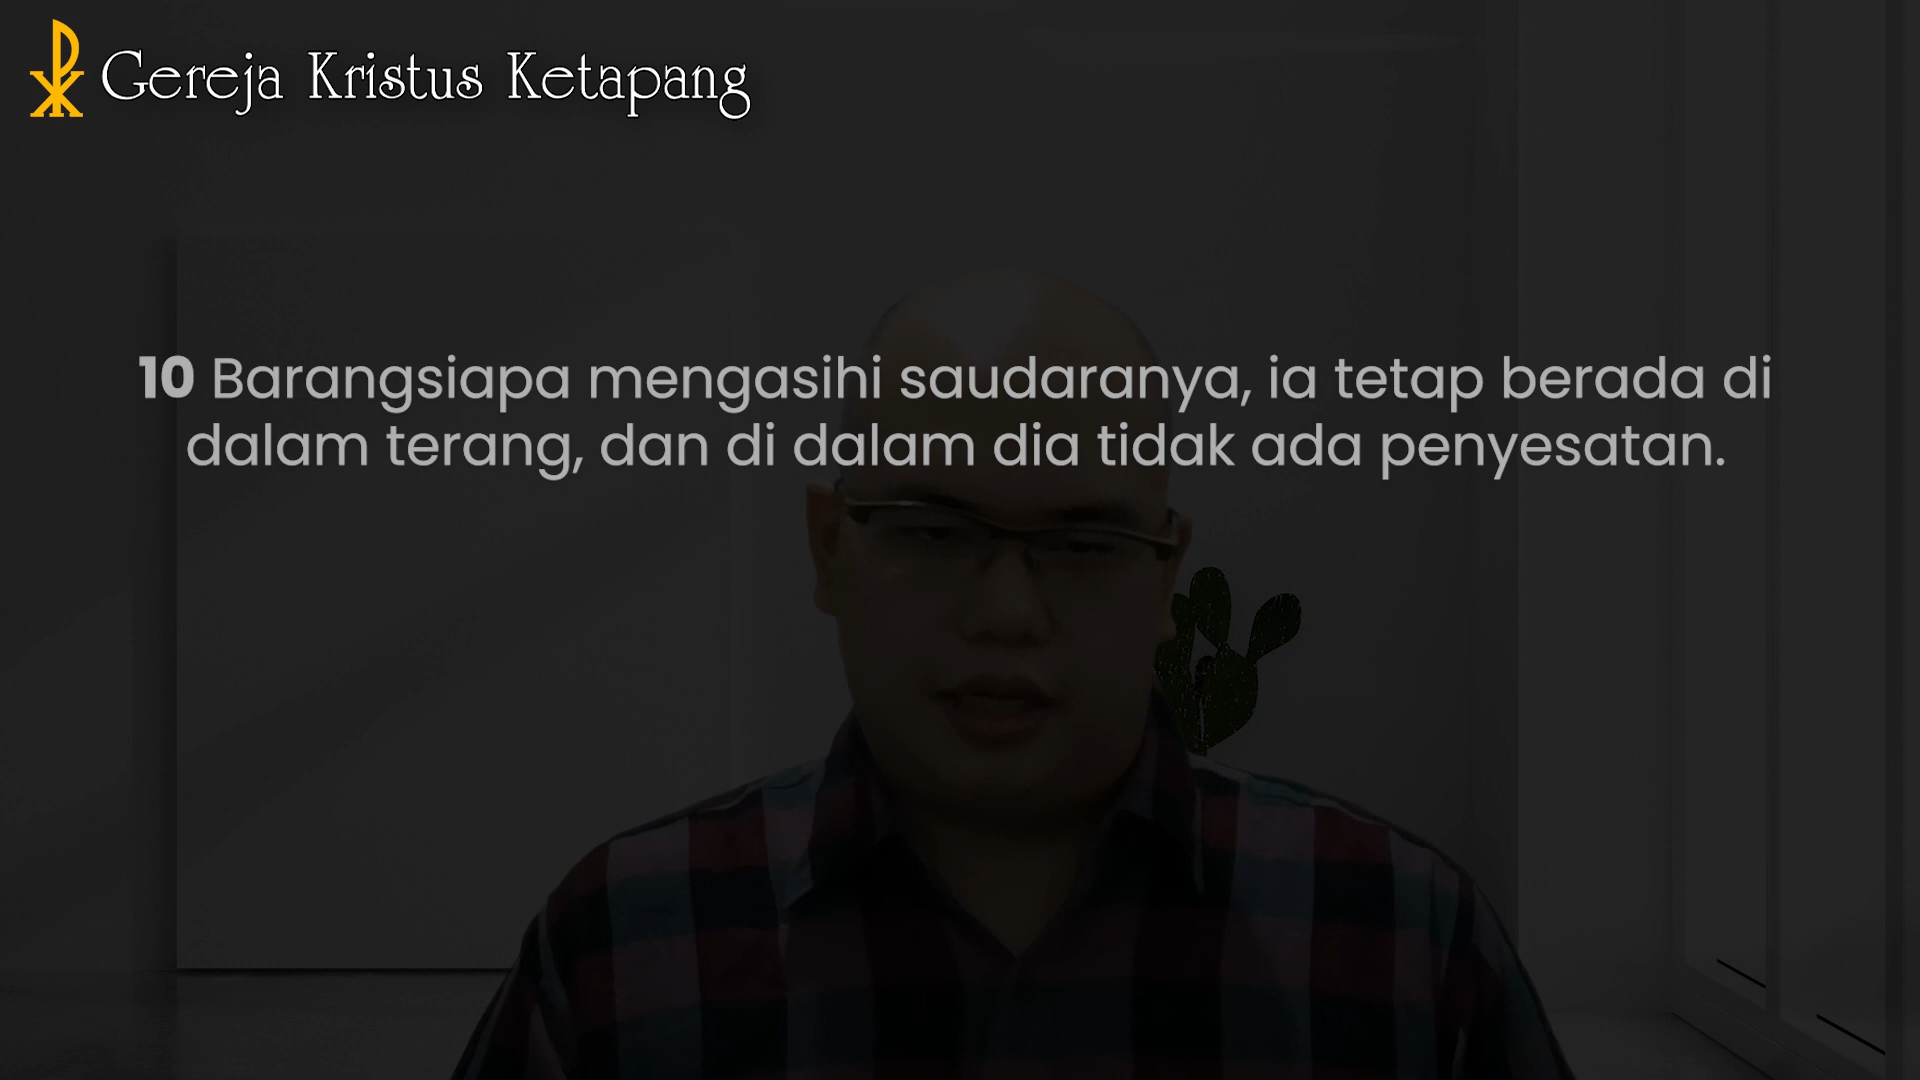 Gereja Kristus Ketapang
10 Barangsiapa mengasihi saudaranya, ia tetap berada di
dalam terang, dan di dalam dia tidak ada penyesatan.